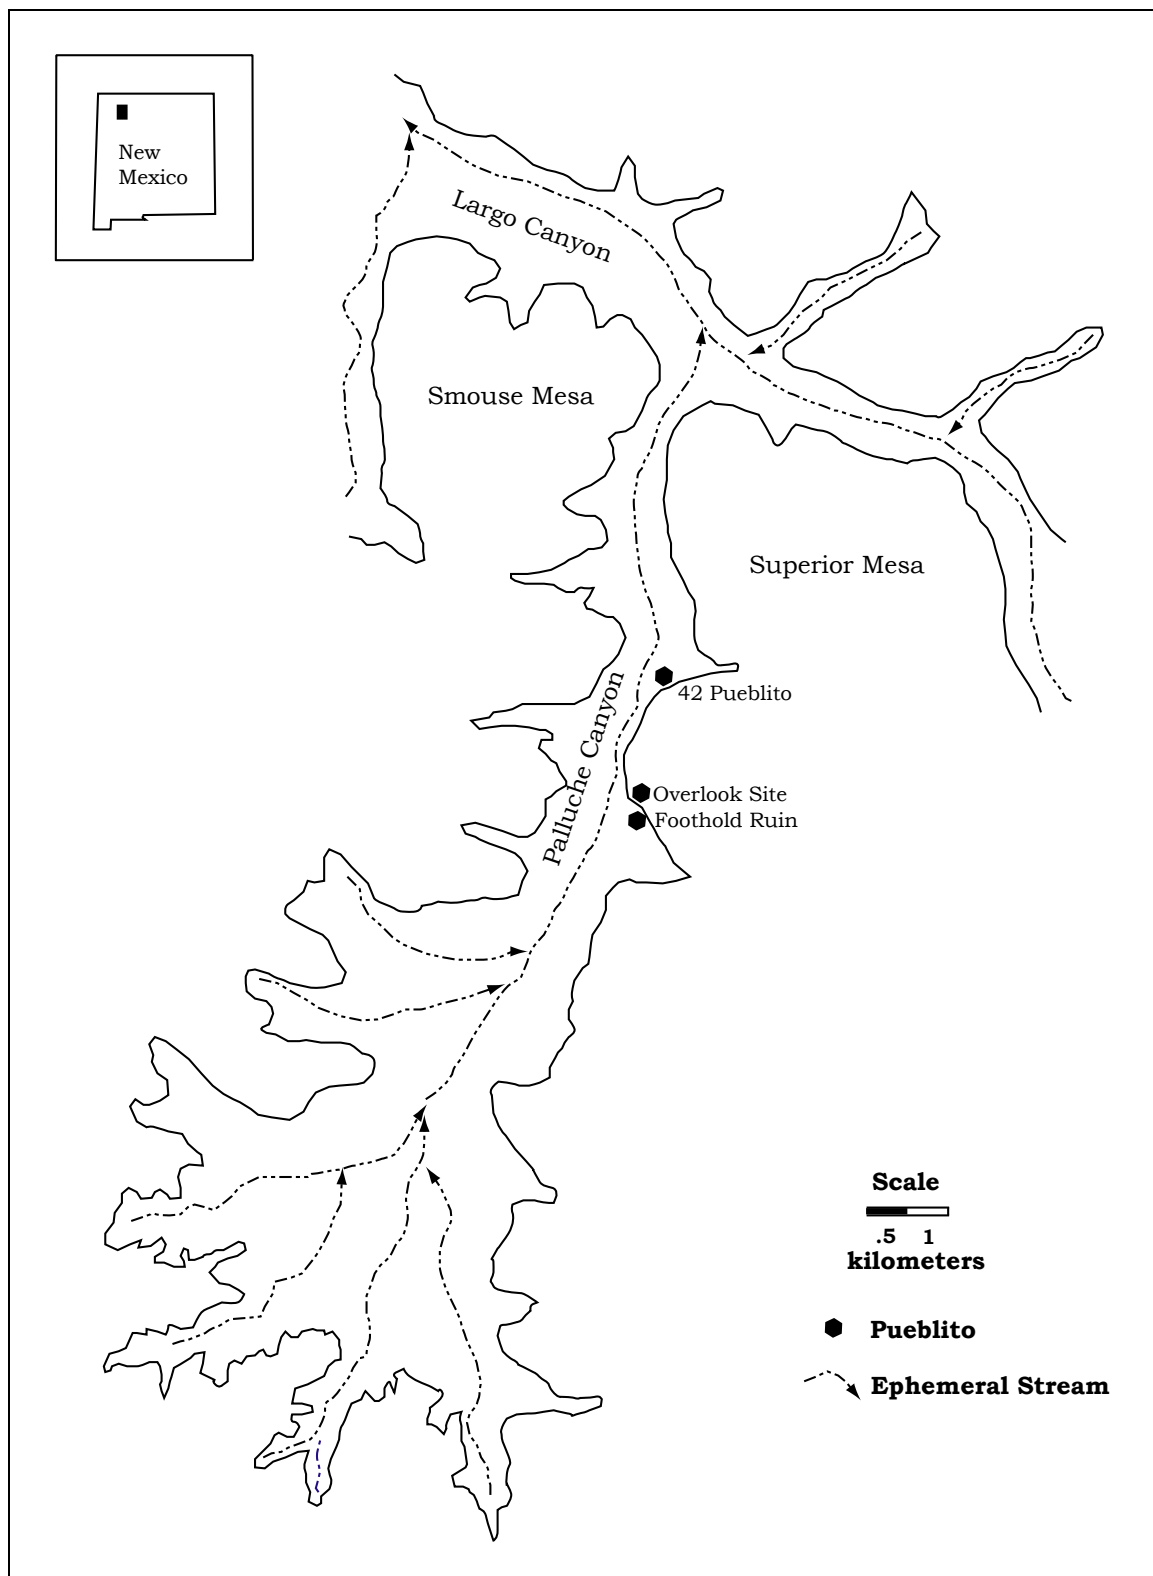 New
Mexico
Largo Canyon
Smouse Mesa
Superior Mesa
42 Pueblito
Palluche Canyon
Overlook Site
Foothold Ruin
Scale
.5 1
kilometers
Pueblito
Ephemeral Stream